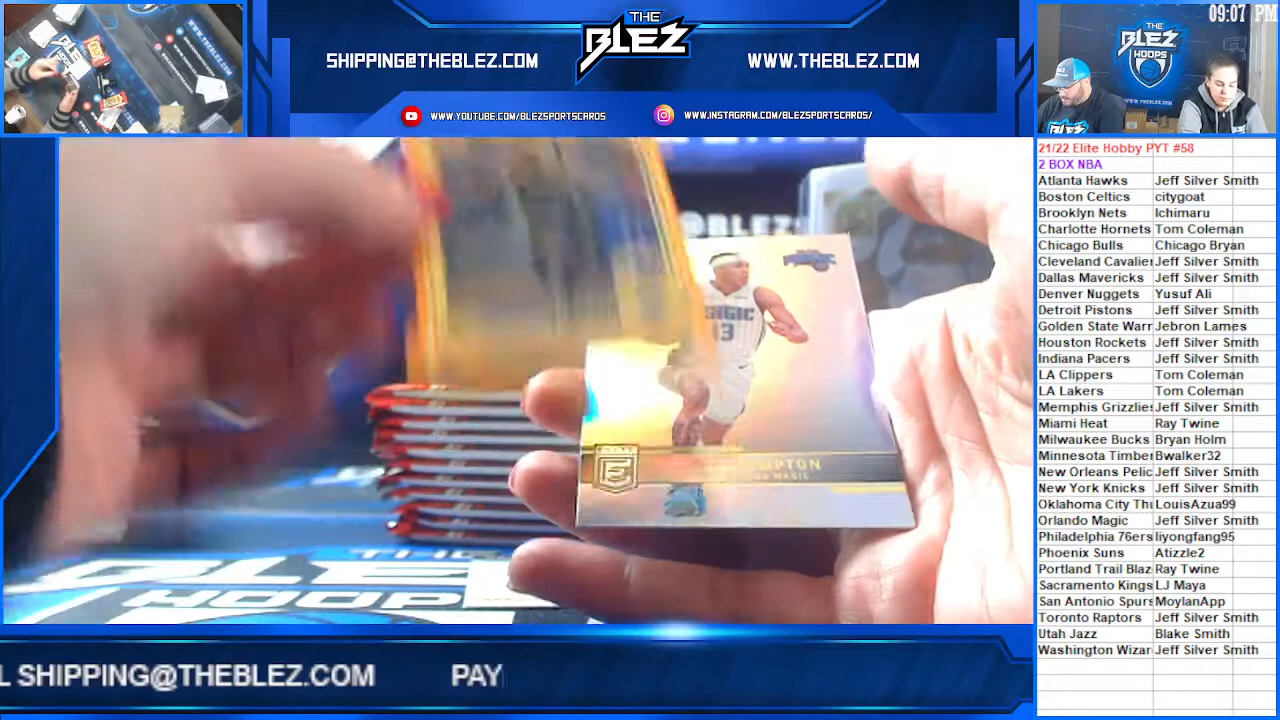 THE
BLEZ
SHIPPING@THEBLEZ.COM
WWW.THEBLEZ.COM
WWW.YOUTUBE.COM/BLEZSPORTSCARDS
WWW.INSTAGRAM.COM/BLEZSPORTSCARDS/
09:07 PM
THE
BLEZ
HOOPS
21/22 Elite Hobby PYT #58
2 BOX NBA
Atlanta Hawks Jeff Silver Smith
Boston Celtics citygoat
Brooklyn Nets Ichimaru
Charlotte Hornets Tom Coleman
Chicago Bulls Chicago Bryan
Cleveland Cavalier Jeff Silver Smith
Dallas Mavericks Jeff Silver Smith
Denver Nuggets Yusuf Ali
Detroit Pistons Jeff Silver Smith
Golden State Warr Jebron Lames
Houston Rockets Jeff Silver Smith
Indiana Pacers Jeff Silver Smith
LA Clippers Tom Coleman
LA Lakers Tom Coleman
Memphis Grizzlies Jeff Silver Smith
Miami Heat Ray Twine
Milwaukee Bucks Bryan Holm
Minnesota Timber Bwalker32
New Orleans Pelic Jeff Silver Smith
New York Knicks Jeff Silver Smith
Oklahoma City Thu LouisAzua99
Orlando Magic Jeff Silver Smith
Philadelphia 76ers liyongfang95
Phoenix Suns Atizzle2
Portland Trail Blaz Ray Twine
Sacramento Kings LJ Maya
San Antonio Spurs MoylanApp
Toronto Raptors Jeff Silver Smith
Utah Jazz Blake Smith
Washington Wizar Jeff Silver Smith
MAGIC
13
THE
HOOPS
L SHIPPING@THEBLEZ.COM PAY